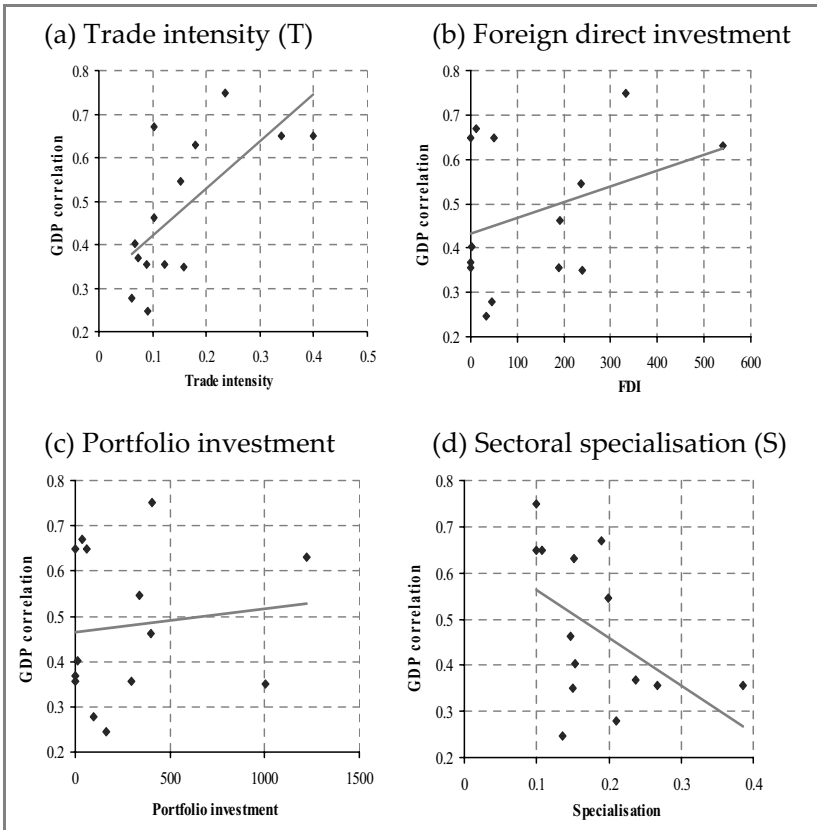 (a) Trade intensity (T)
0.8
0.7
0.6
0.5
0.4
0.3
0.2
GDP correlation
0 0.1 0.2 0.3 0.4 0.5
Trade intensity
(b) Foreign direct investment
0.8
0.7
0.6
0.5
0.4
0.3
0.2
GDP correlation
0 100 200 300 400 500 600
FDI
(c) Portfolio investment
0.8
0.7
0.6
0.5
0.4
0.3
0.2
GDP correlation
0 500 1000 1500
Portfolio investment
(d) Sectoral specialisation (S)
0.8
0.7
0.6
0.5
0.4
0.3
0.2
GDP correlation
0 0.1 0.2 0.3 0.4
Specialisation